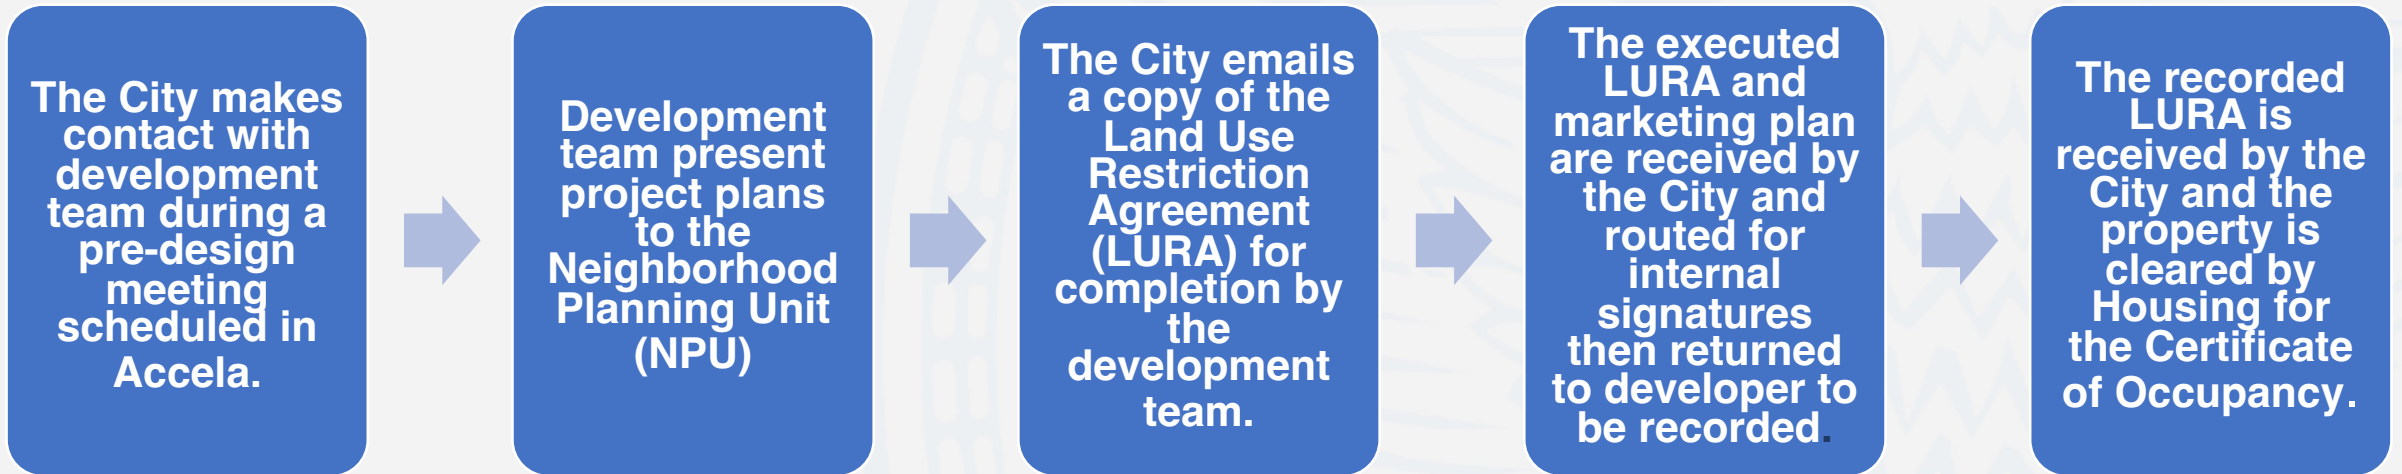 The City makes
contact with
development
team during a
pre-design
meeting
scheduled in
Accela.
Development
team present
project plans
to the
Neighborhood
Planning Unit
(NPU)
The City emails
a copy of the
Land Use
Restriction
Agreement
(LURA) for
completion by
the
development
team.
The executed
LURA and
marketing plan
are received by
the City and
routed for
internal
signatures
then returned
to developer to
be recorded.
The recorded
LURA is
received by the
City and the
property is
cleared by
Housing for
the Certificate
of Occupancy.